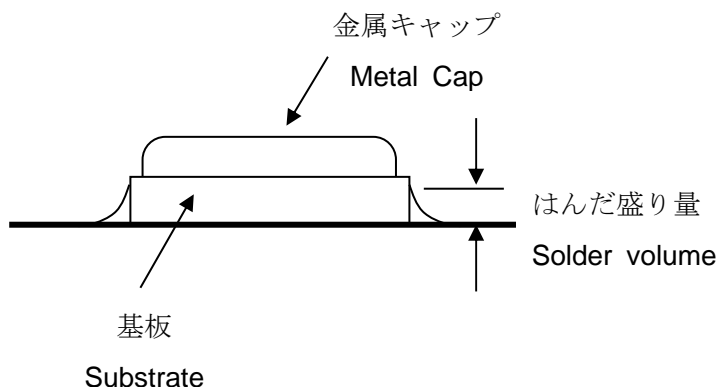 金属キャップ
Metal Cap
はんだ盛り量
Solder volume
基板
Substrate